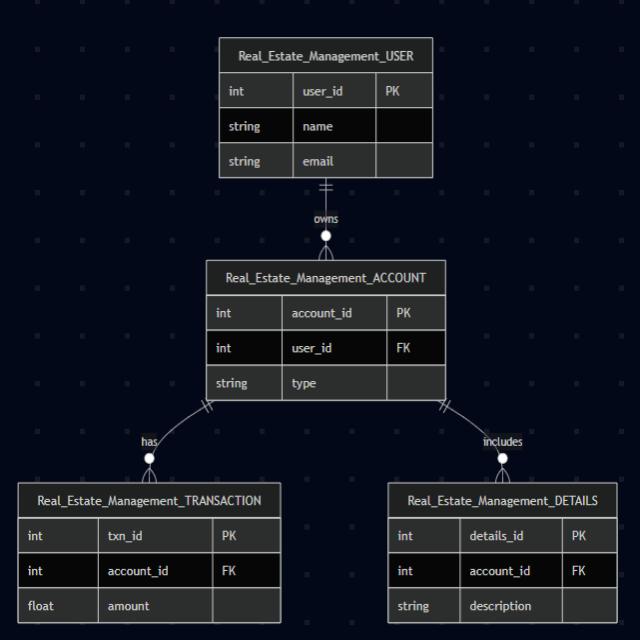 Real_Estate_Management_USER
int user_id PK
string name
string email
owns
Real_Estate_Management_ACCOUNT
int account_id PK
int user_id FK
string type
has
includes
Real_Estate_Management_TRANSACTION
int txn_id PK
int account_id FK
float amount
Real_Estate_Management_DETAILS
int details_id PK
int account_id FK
string description